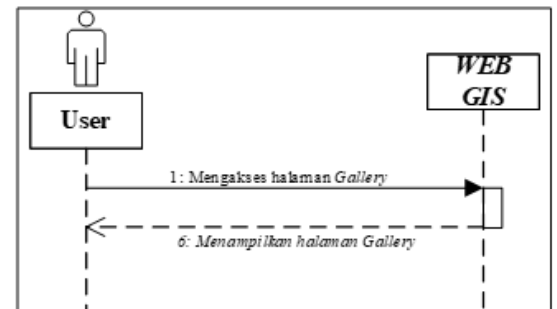 WEB
GIS
User
1: Mengakses halaman Gallery
6: Menampilkan halaman Gallery